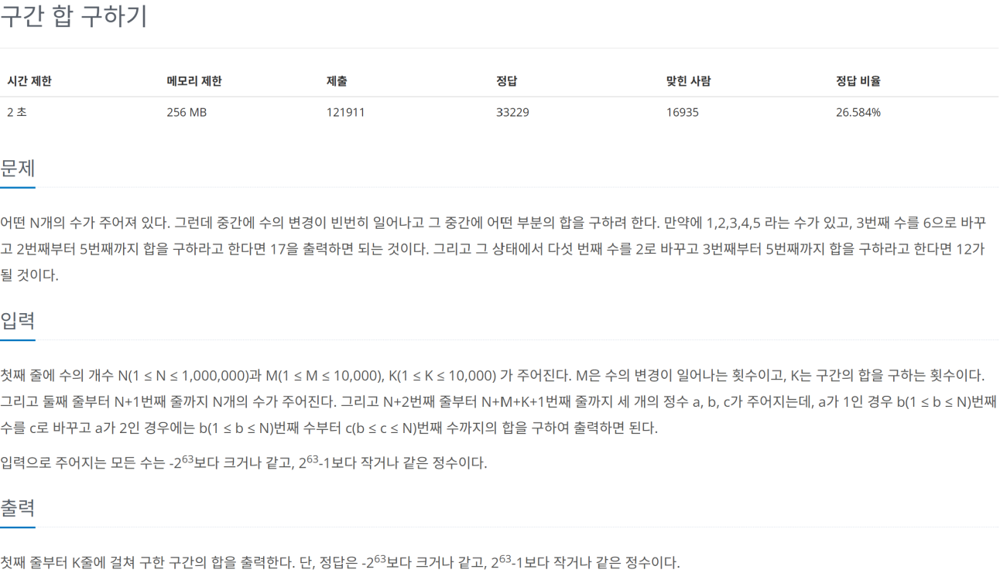 구간 합 구하기
시간 제한 메모리 제한 제출 정답 맞힌 사람 정답 비율
2 초 256 MB 121911 33229 16935 26.584%
문제
어떤 N개의 수가 주어져 있다. 그런데 중간에 수의 변경이 빈번히 일어나고 그 중간에 어떤 부분의 합을 구하려 한다. 만약에 1,2,3,4,5 라는 수가 있고, 3번째 수를 6으로 바꾸
고 2번째부터 5번째까지 합을 구하라고 한다면 17을 출력하면 되는 것이다. 그리고 그 상태에서 다섯 번째 수를 2로 바꾸고 3번째부터 5번째까지 합을 구하라고 한다면 12가
될 것이다.
입력
첫째 줄에 수의 개수 N(1 ≤ N ≤ 1,000,000)과 M(1 ≤ M ≤ 10,000), K(1 ≤ K ≤ 10,000) 가 주어진다. M은 수의 변경이 일어나는 횟수이고, K는 구간의 합을 구하는 횟수이다.
그리고 둘째 줄부터 N+1번째 줄까지 N개의 수가 주어진다. 그리고 N+2번째 줄부터 N+M+K+1번째 줄까지 세 개의 정수 a, b, c가 주어지는데, a가 1인 경우 b(1 ≤ b ≤ N)번째
수를 c로 바꾸고 a가 2인 경우에는 b(1 ≤ b ≤ N)번째 수부터 c(b ≤ c ≤ N)번째 수까지의 합을 구하여 출력하면 된다.
입력으로 주어지는 모든 수는 -2⁶³보다 크거나 같고, 2⁶³-1보다 작거나 같은 정수이다.
출력
첫째 줄부터 K줄에 걸쳐 구한 구간의 합을 출력한다. 단, 정답은 -2⁶³보다 크거나 같고, 2⁶³-1보다 작거나 같은 정수이다.